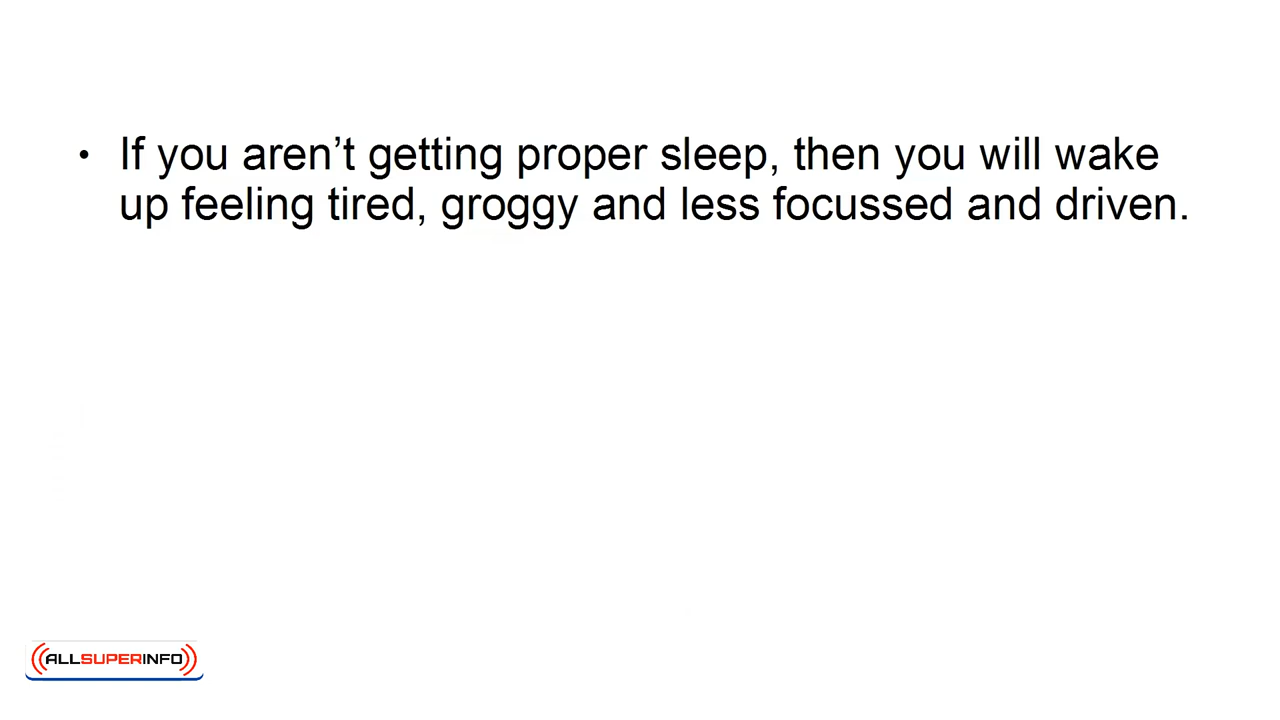 • If you aren’t getting proper sleep, then you will wake
up feeling tired, groggy and less focussed and driven.
ALLSUPERINFO